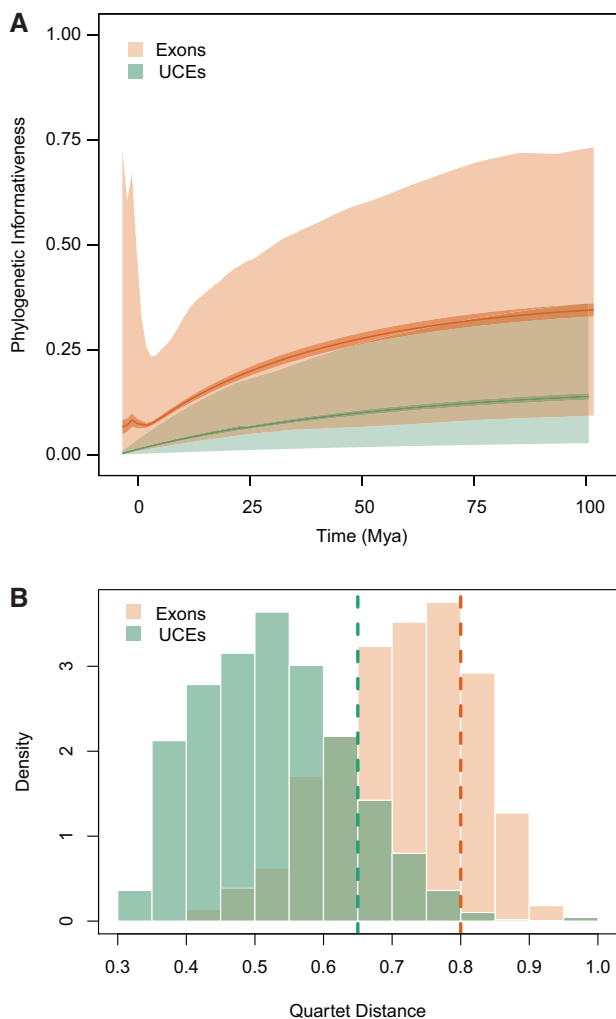 A
Exons
UCEs
1.00
0.75
0.50
0.25
0.00
Phylogenetic Informativeness
0 25 50 75 100
Time (Mya)
B
Exons
UCEs
3
2
1
0
Density
0.3 0.4 0.5 0.6 0.7 0.8 0.9 1.0
Quartet Distance